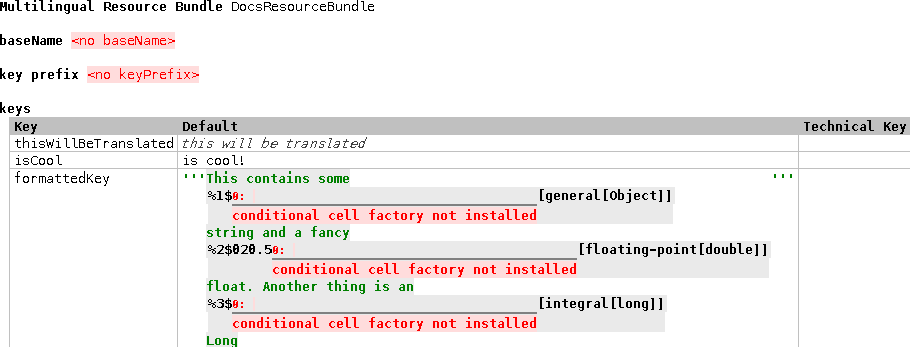 Multilingual Resource Bundle DocsResourceBundle
baseName <no baseName>
key prefix <no keyPrefix>
keys
Key Default Technical Key
thisWillBeTranslated this will be translated
isCool is cool!
formattedKey '''This contains some '''
%1$0: [general[Object]]
conditional cell factory not installed
string and a fancy
%2$020.50: [floating-point[double]]
conditional cell factory not installed
float. Another thing is an
%3$0: [integral[long]]
conditional cell factory not installed
Long